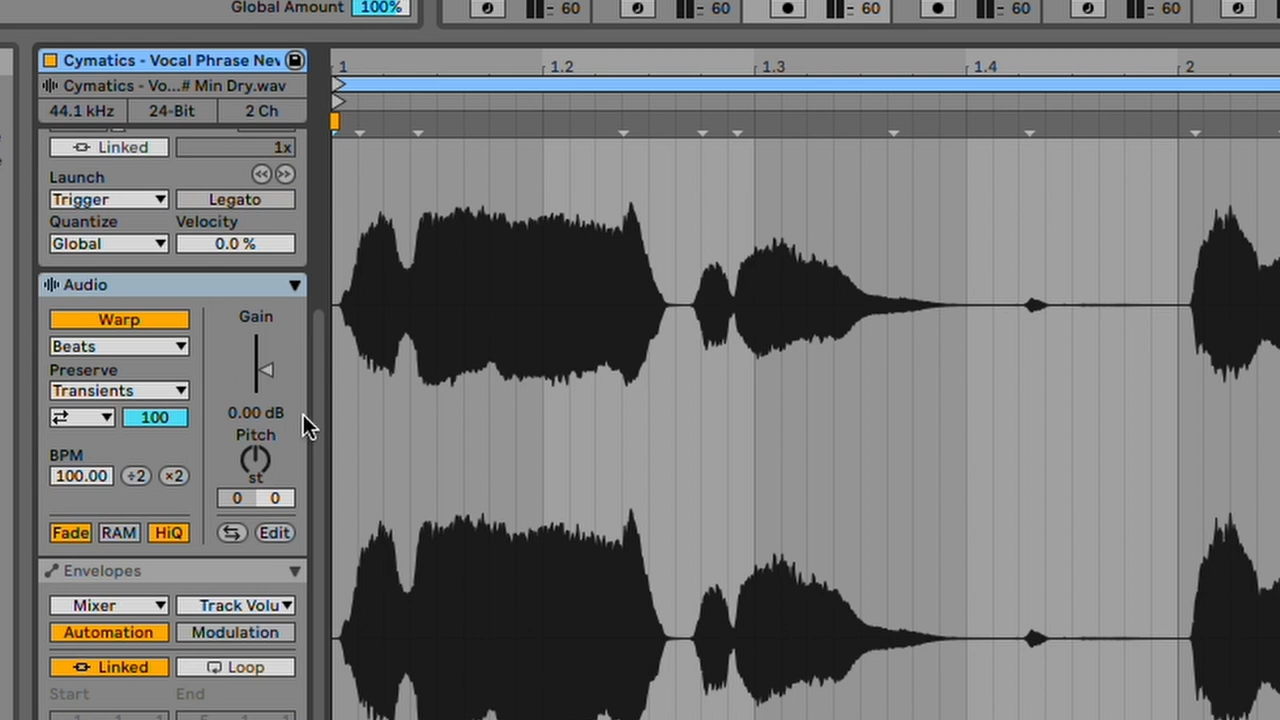 Global Amount 100% 60 60 60 60 60
Cymatics - Vocal Phrase Nev
Cymatics - Vo...# Min Dry.wav
44.1 kHz 24-Bit 2 Ch
Linked 1x
Launch
Trigger Legato
Quantize Velocity
Global 0.0 %
Audio
Warp Gain
Beats
Preserve
Transients
100 0.00 dB
Pitch
BPM
100.00 ÷2 ×2 st
0 0
Fade RAM HiQ Edit
Envelopes
Mixer Track Volu
Automation Modulation
Linked Loop
Start End
1 1.2 1.3 1.4 2